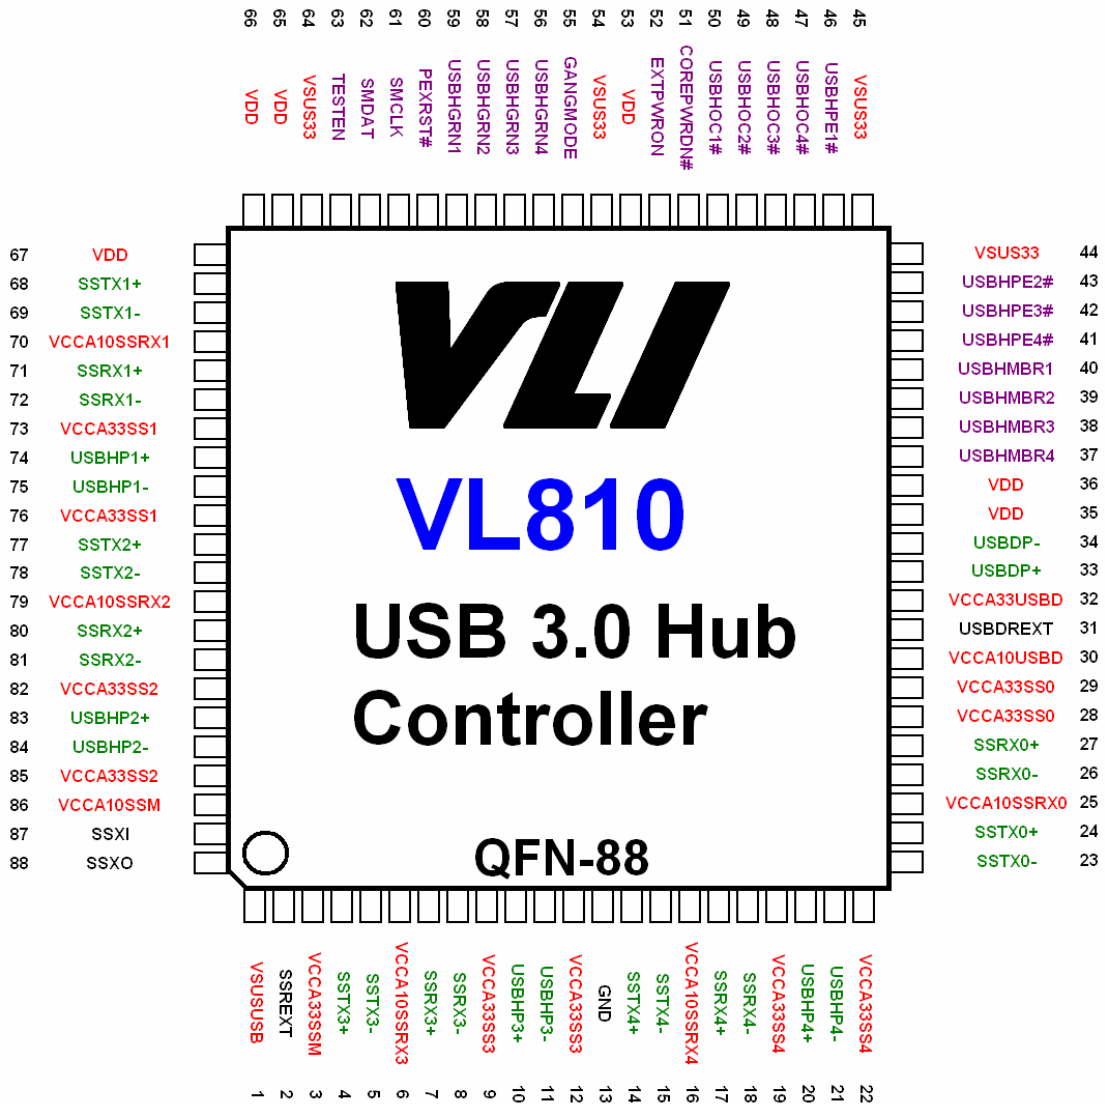 66 65 64 63 62 61 60 59 58 57 56 55 54 53 52 51 50 49 48 47 46 45
VDD VDD VSUS33 TESTEN SMDAT SMCLK PEXRST# USBHGRN1 USBHGRN2 USBHGRN3 USBHGRN4 GANGMODE VSUS33 VDD EXTPWRON COREPWRDN# USBHOC1# USBHOC2# USBHOC3# USBHOC4# USBHPE1# VSUS33
67 VDD
68 SSTX1+
69 SSTX1-
70 VCCA10SSRX1
71 SSRX1+
72 SSRX1-
73 VCCA33SS1
74 USBHP1+
75 USBHP1-
76 VCCA33SS1
77 SSTX2+
78 SSTX2-
79 VCCA10SSRX2
80 SSRX2+
81 SSRX2-
82 VCCA33SS2
83 USBHP2+
84 USBHP2-
85 VCCA33SS2
86 VCCA10SSM
87 SSXI
88 SSXO
VLI
VL810
USB 3.0 Hub
Controller
QFN-88
VSUS33 44
USBHPE2# 43
USBHPE3# 42
USBHPE4# 41
USBHMBR1 40
USBHMBR2 39
USBHMBR3 38
USBHMBR4 37
VDD 36
VDD 35
USBDP- 34
USBDP+ 33
VCCA33USBD 32
USBDREXT 31
VCCA10USBD 30
VCCA33SS0 29
VCCA33SS0 28
SSRX0+ 27
SSRX0- 26
VCCA10SSRX0 25
SSTX0+ 24
SSTX0- 23
VSUSUSB SSREXT VCCA33SSM SSTX3+ SSTX3- VCCA10SSRX3 SSRX3+ SSRX3- VCCA33SS3 USBHP3+ USBHP3- VCCA33SS3 GND SSTX4+ SSTX4- VCCA10SSRX4 SSRX4+ SSRX4- VCCA33SS4 USBHP4+ USBHP4- VCCA33SS4
1 2 3 4 5 6 7 8 9 10 11 12 13 14 15 16 17 18 19 20 21 22